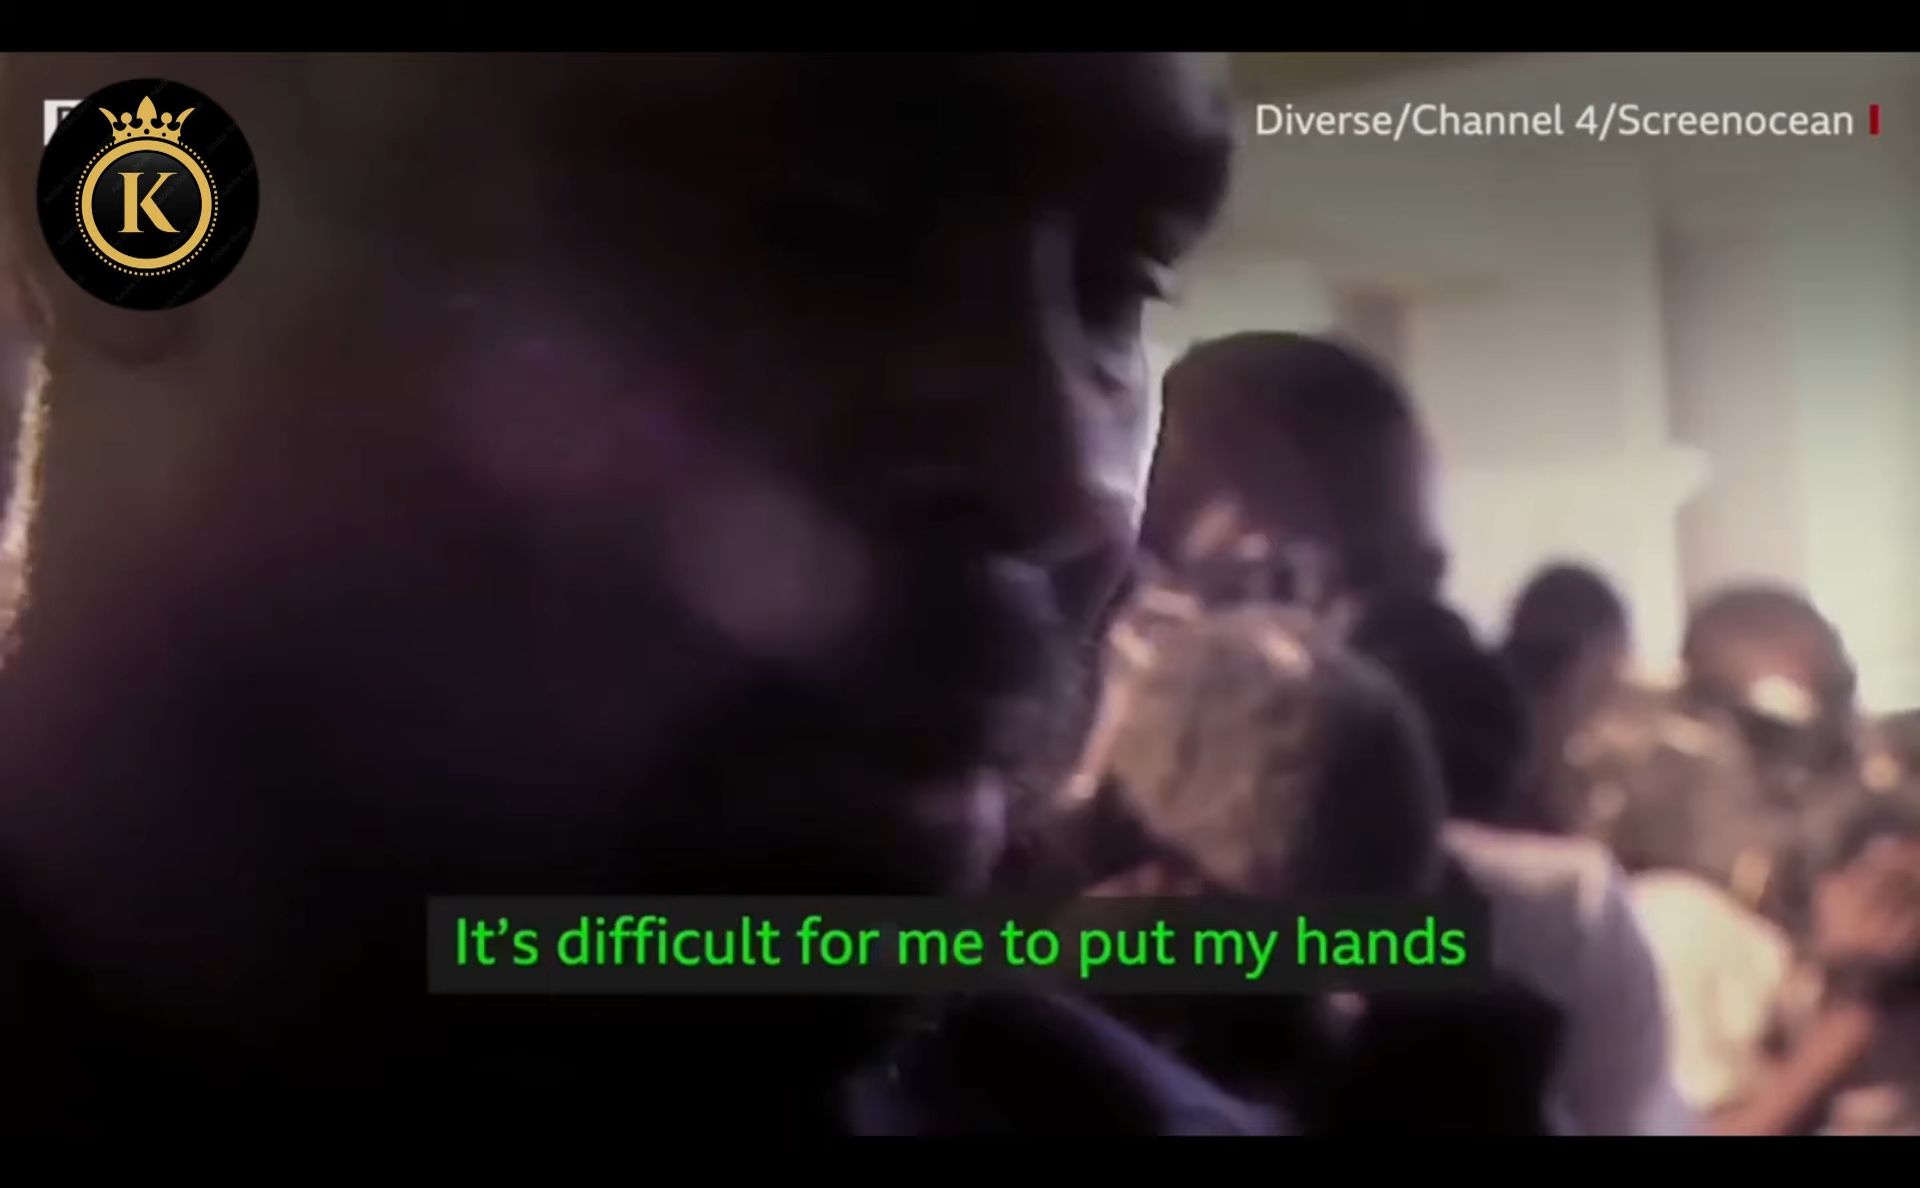 K
Diverse/Channel 4/Screenocean
It's difficult for me to put my hands